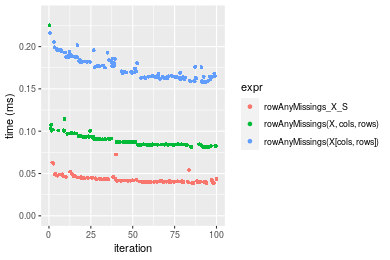 0.20
0.15
0.10
0.05
0.00
time (ms)
0
25
50
75
100
iteration
expr
rowAnyMissings_X_S
rowAnyMissings(X, cols, rows)
rowAnyMissings(X[cols, rows])